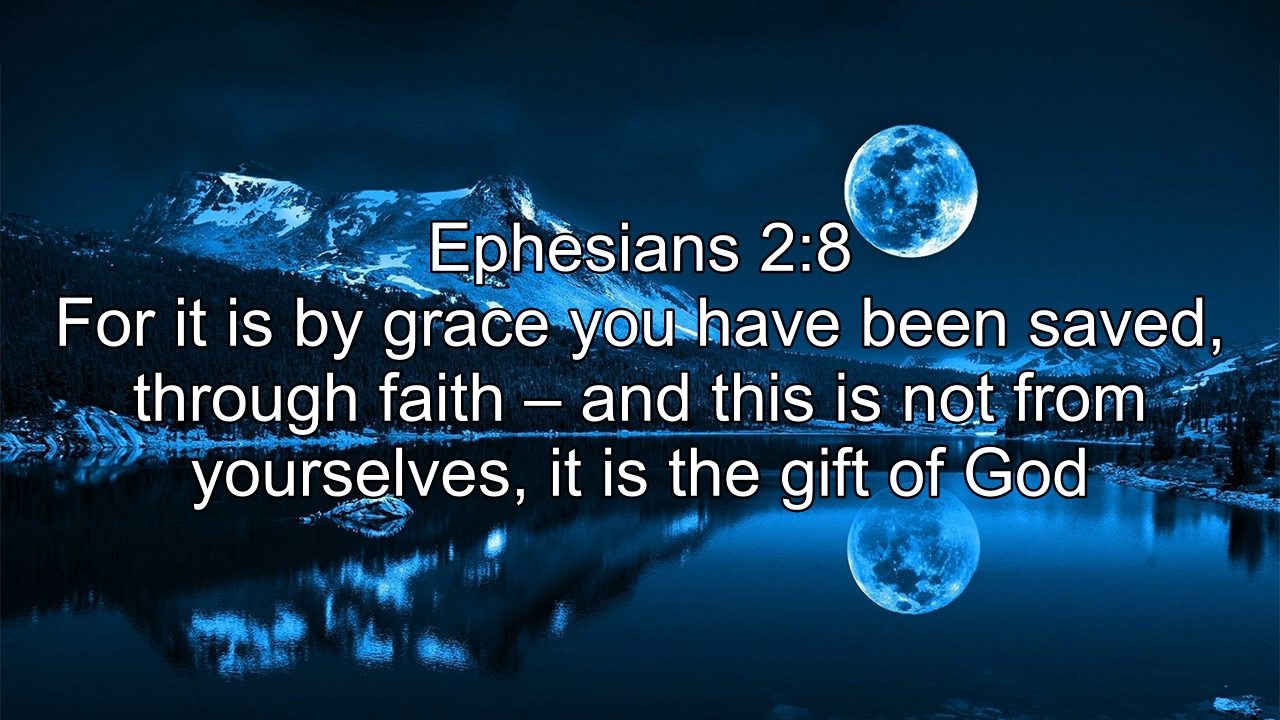 Ephesians 2:8
For it is by grace you have been saved,
through faith – and this is not from
yourselves, it is the gift of God